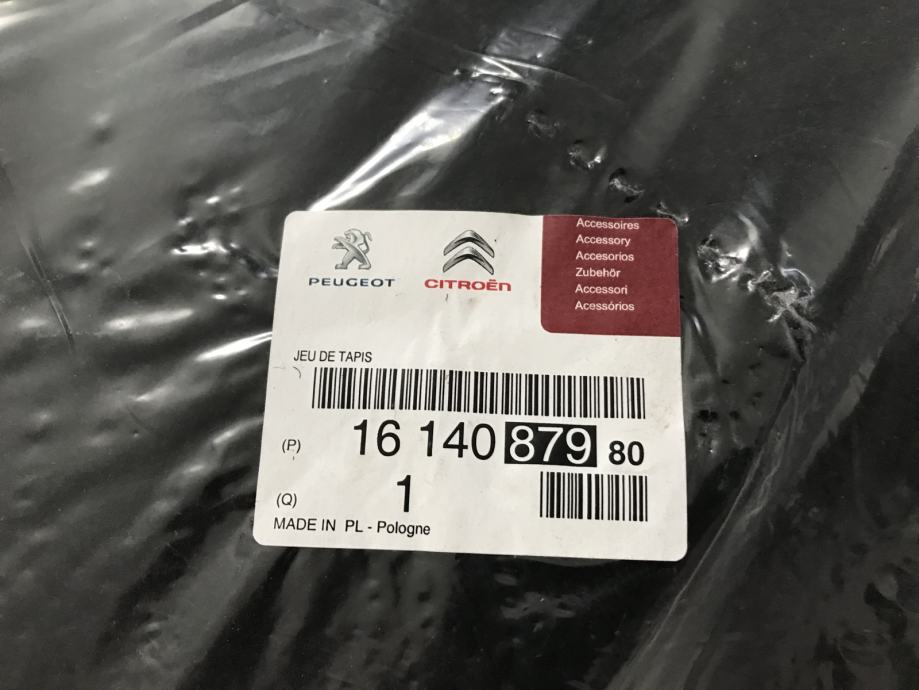 PEUGEOT
CITROËN
Accessoires
Accessory
Accesorios
Zubehör
Accessori
Acessórios
JEU DE TAPIS
(P) 16 140 879 80
(Q) 1
MADE IN PL - Pologne